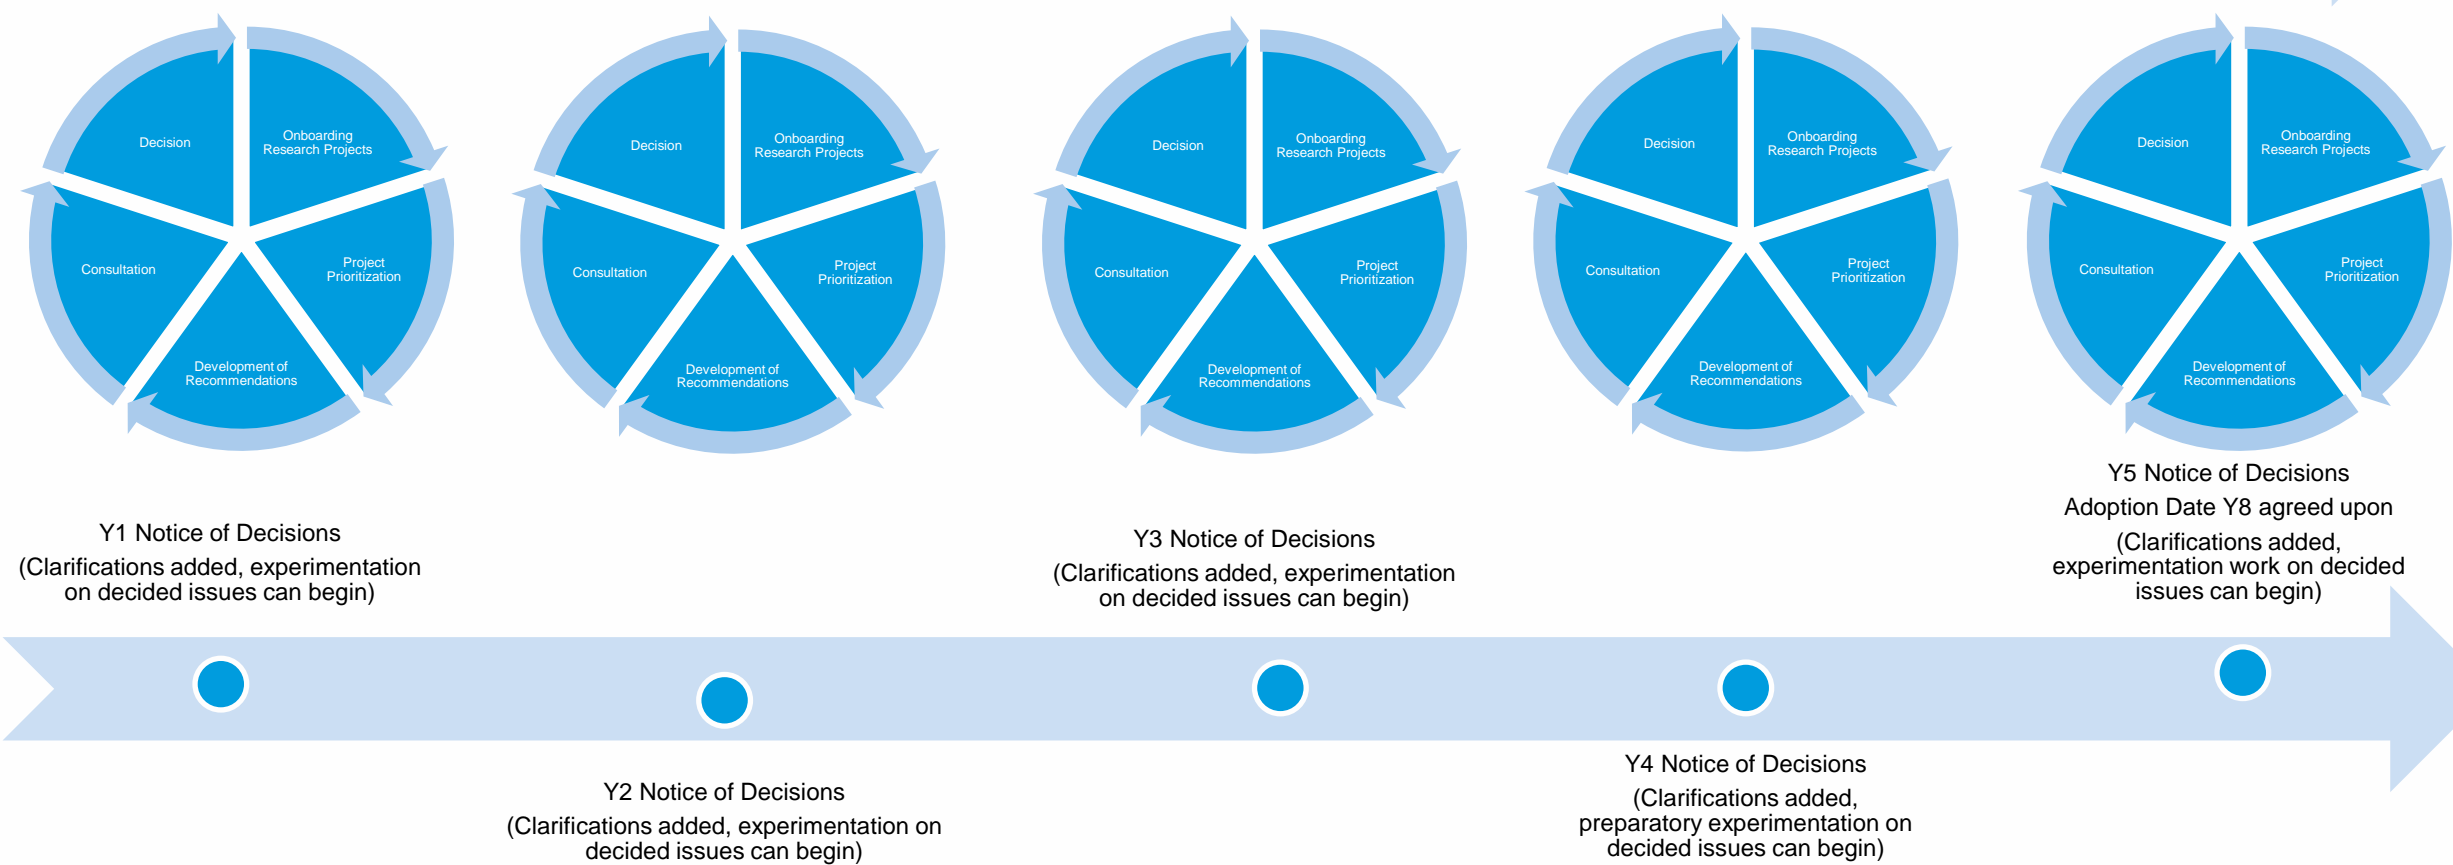 Decision
Onboarding
Research Projects
Project
Prioritization
Development of
Recommendations
Consultation
Decision
Onboarding
Research Projects
Project
Prioritization
Development of
Recommendations
Consultation
Decision
Onboarding
Research Projects
Project
Prioritization
Development of
Recommendations
Consultation
Decision
Onboarding
Research Projects
Project
Prioritization
Development of
Recommendations
Consultation
Decision
Onboarding
Research Projects
Project
Prioritization
Development of
Recommendations
Consultation
Y1 Notice of Decisions
(Clarifications added, experimentation
on decided issues can begin)
Y2 Notice of Decisions
(Clarifications added, experimentation on
decided issues can begin)
Y3 Notice of Decisions
(Clarifications added, experimentation
on decided issues can begin)
Y4 Notice of Decisions
(Clarifications added,
preparatory experimentation on
decided issues can begin)
Y5 Notice of Decisions
Adoption Date Y8 agreed upon
(Clarifications added,
experimentation work on decided
issues can begin)